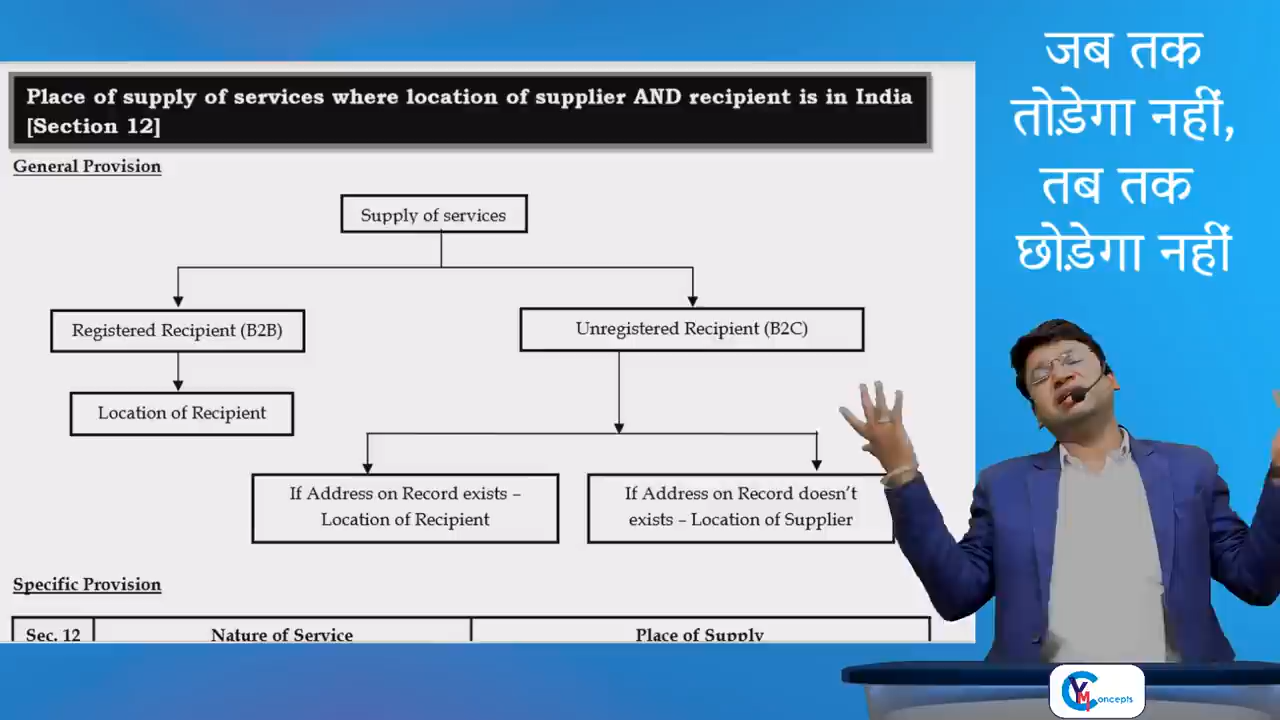 Place of supply of services where location of supplier AND recipient is in India
[Section 12]
General Provision
Supply of services
Registered Recipient (B2B)
Unregistered Recipient (B2C)
Location of Recipient
If Address on Record exists –
Location of Recipient
If Address on Record doesn't
exists – Location of Supplier
Specific Provision
Sec. 12
Nature of Service
Place of Supply
जब तक
तोड़ेगा नहीं,
तब तक
छोड़ेगा नहीं
YM Concepts